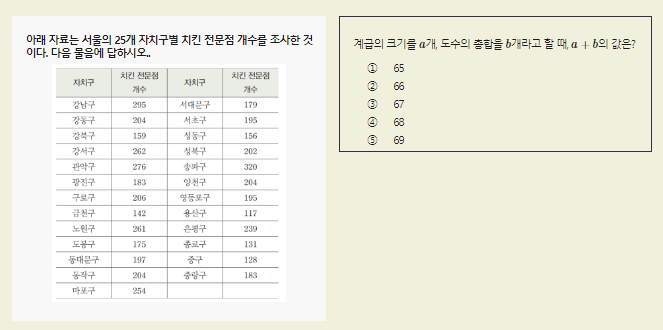 아래 자료는 서울의 25개 자치구별 치킨 전문점 개수를 조사한 것
이다. 다음 물음에 답하시오..
자치구 치킨 전문점 개수 자치구 치킨 전문점 개수
강남구 295 서대문구 179
강동구 204 서초구 195
강북구 159 성동구 156
강서구 262 성북구 202
관악구 276 송파구 320
광진구 183 양천구 204
구로구 206 영등포구 195
금천구 142 용산구 117
노원구 261 은평구 239
도봉구 175 종로구 131
동대문구 197 중구 128
동작구 204 중랑구 183
마포구 254
계급의 크기를 a개, 도수의 총합을 b개라고 할 때, a + b의 값은?
① 65
② 66
③ 67
④ 68
⑤ 69